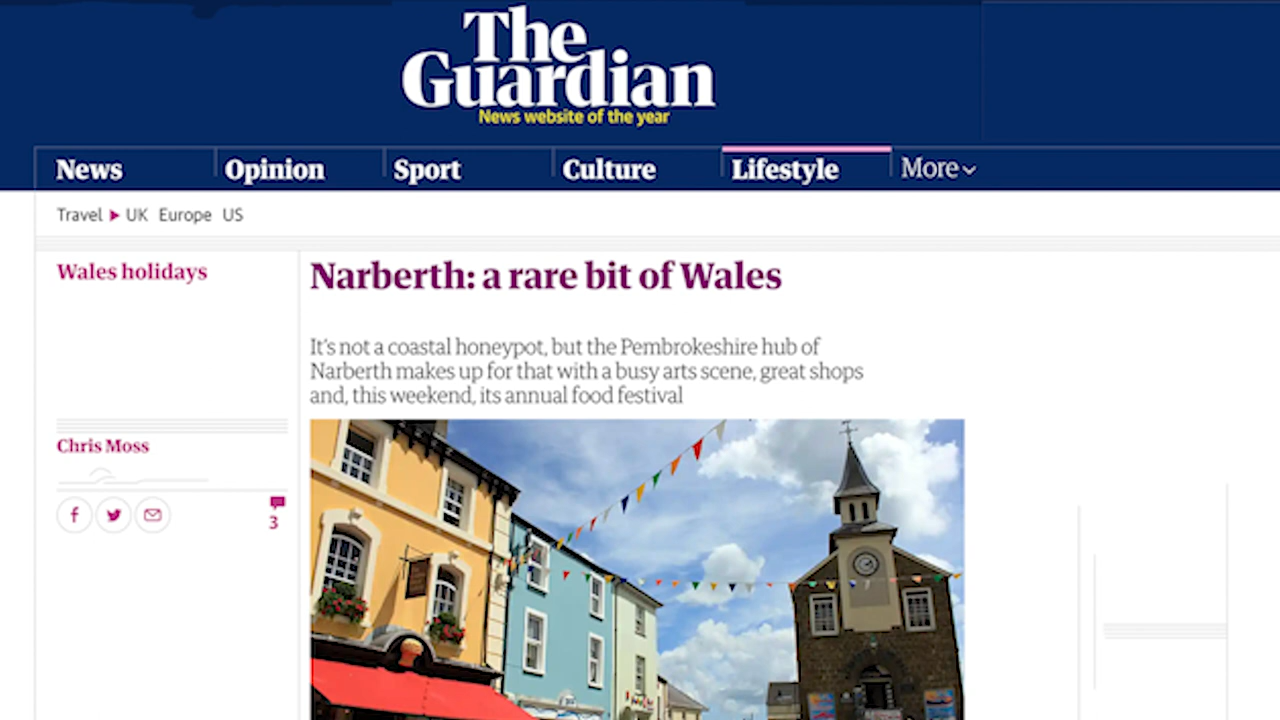 The
Guardian
News website of the year
News Opinion Sport Culture Lifestyle More
Travel UK Europe US
Wales holidays
Narberth: a rare bit of Wales
It's not a coastal honeypot, but the Pembrokeshire hub of
Narberth makes up for that with a busy arts scene, great shops
and, this weekend, its annual food festival
Chris Moss
3